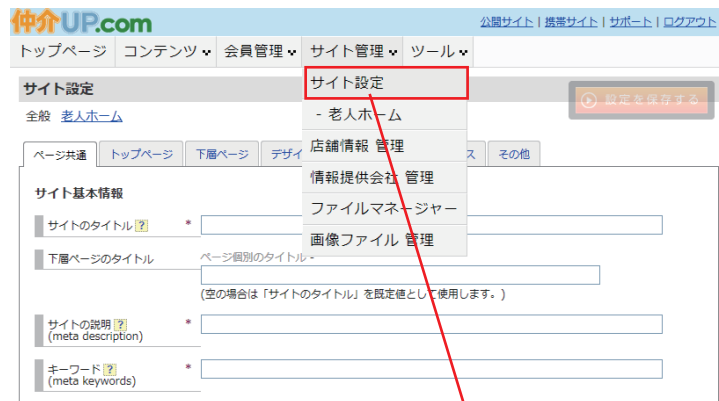 仲介UP.com
公開サイト | 携帯サイト | サポート | ログアウト
トップページ コンテンツ 会員管理 サイト管理 ツール
サイト設定
設定を保存する
全般 老人ホーム
サイト設定
- 老人ホーム
店舗情報 管理
情報提供会社 管理
ファイルマネージャー
画像ファイル 管理
ページ共通 トップページ 下層ページ デザイ ス その他
サイト基本情報
サイトのタイトル ? *
下層ページのタイトル ページ個別のタイトル -
(空の場合は「サイトのタイトル」を既定値として使用します。)
サイトの説明 ? *
(meta description)
キーワード ? *
(meta keywords)